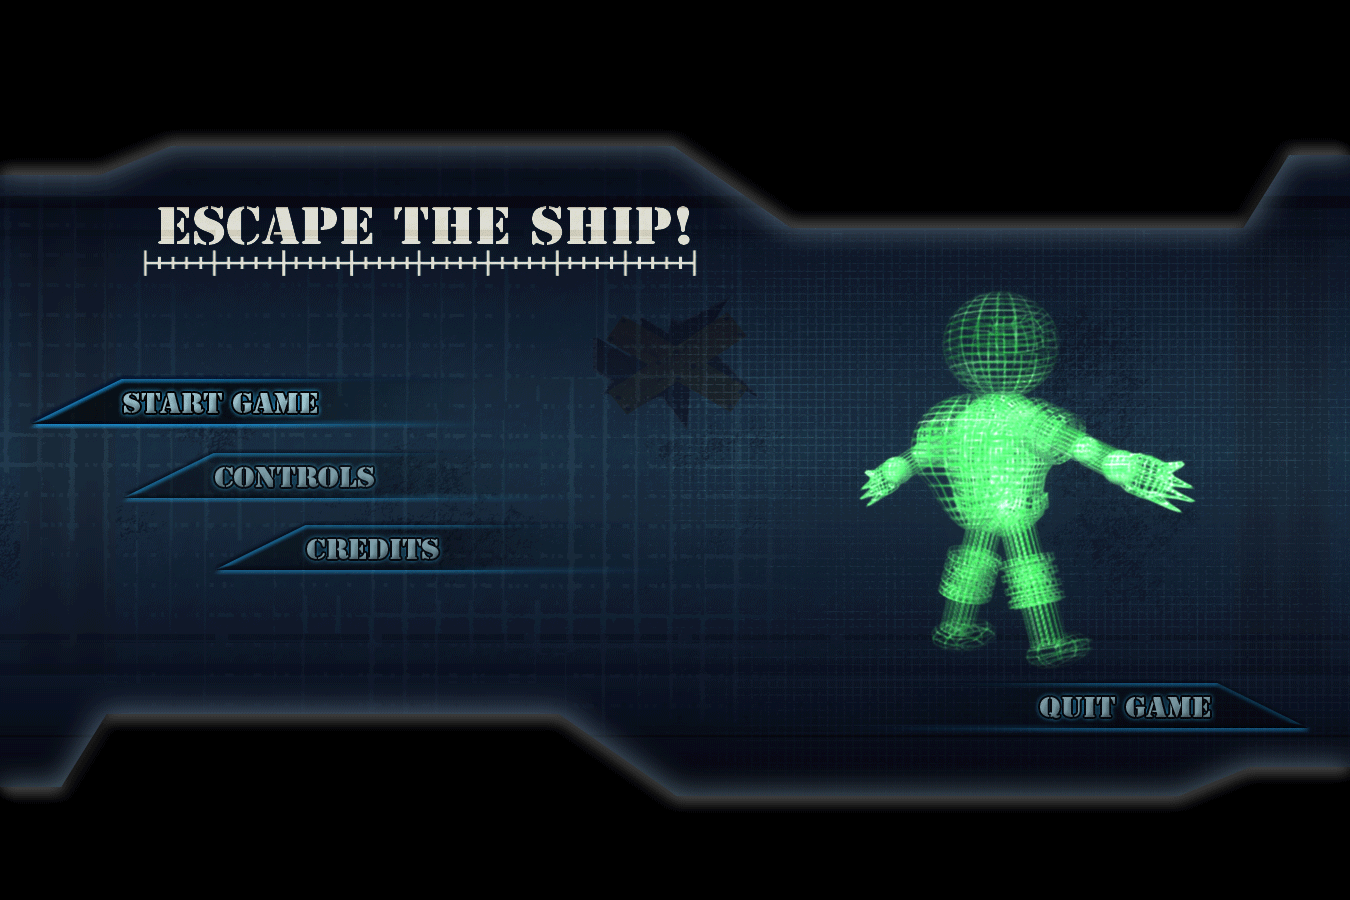 ESCAPE THE SHIP!
START GAME
CONTROLS
CREDITS
QUIT GAME